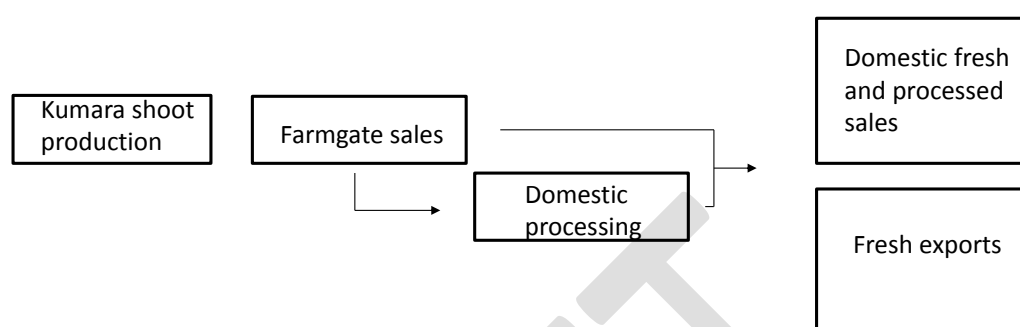 Kumara shoot
production
Farmgate sales
Domestic
processing
Domestic fresh
and processed
sales
Fresh exports